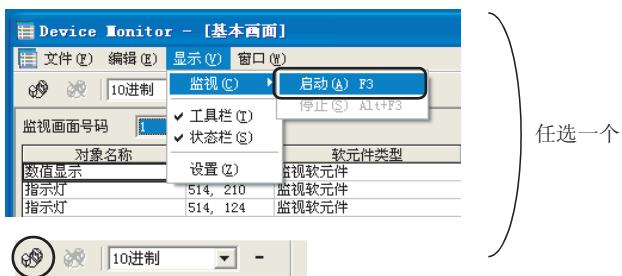 Device Monitor - [基本画面]
文件(F) 编辑(E) 显示(V) 窗口(W)
10进制 监视(C) 启动(A) F3
停止(S) Alt+F3
监视画面号码 1 ✓ 工具栏(T)
✓ 状态栏(S)
任选一个
对象名称 设置(Z) 软元件类型
数值显示 监视软元件
指示灯 514, 210 监视软元件
指示灯 514, 124 监视软元件
10进制 -